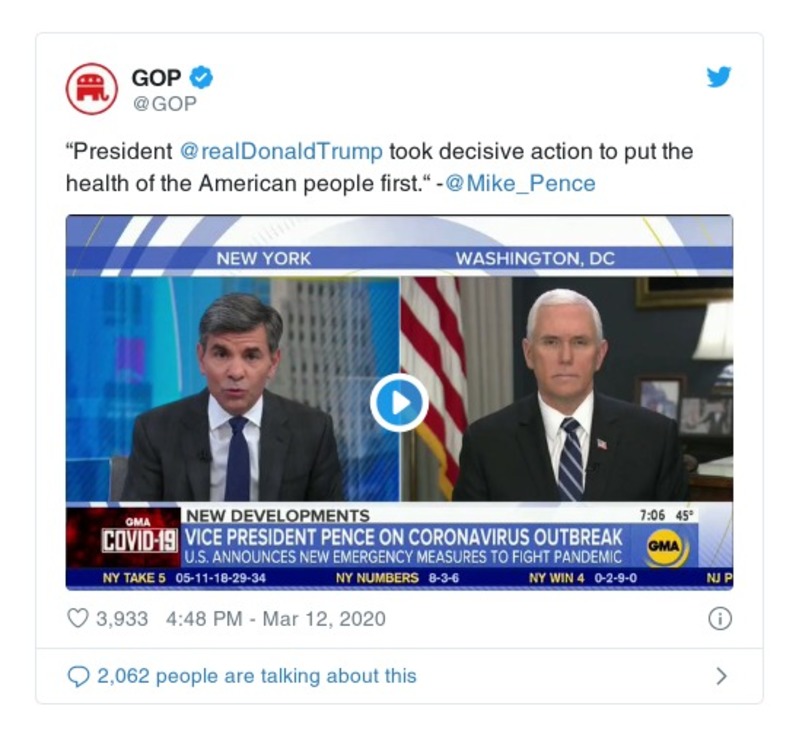 GOP
@GOP
“President @realDonaldTrump took decisive action to put the
health of the American people first.“ -@Mike_Pence
NEW YORK
WASHINGTON, DC
GMA
COVID-19
NEW DEVELOPMENTS
7:06 45°
VICE PRESIDENT PENCE ON CORONAVIRUS OUTBREAK
U.S. ANNOUNCES NEW EMERGENCY MEASURES TO FIGHT PANDEMIC
GMA
NY TAKE 5 05-11-18-29-34 NY NUMBERS 8-3-6 NY WIN 4 0-2-9-0 NJ P
3,933 4:48 PM - Mar 12, 2020
2,062 people are talking about this